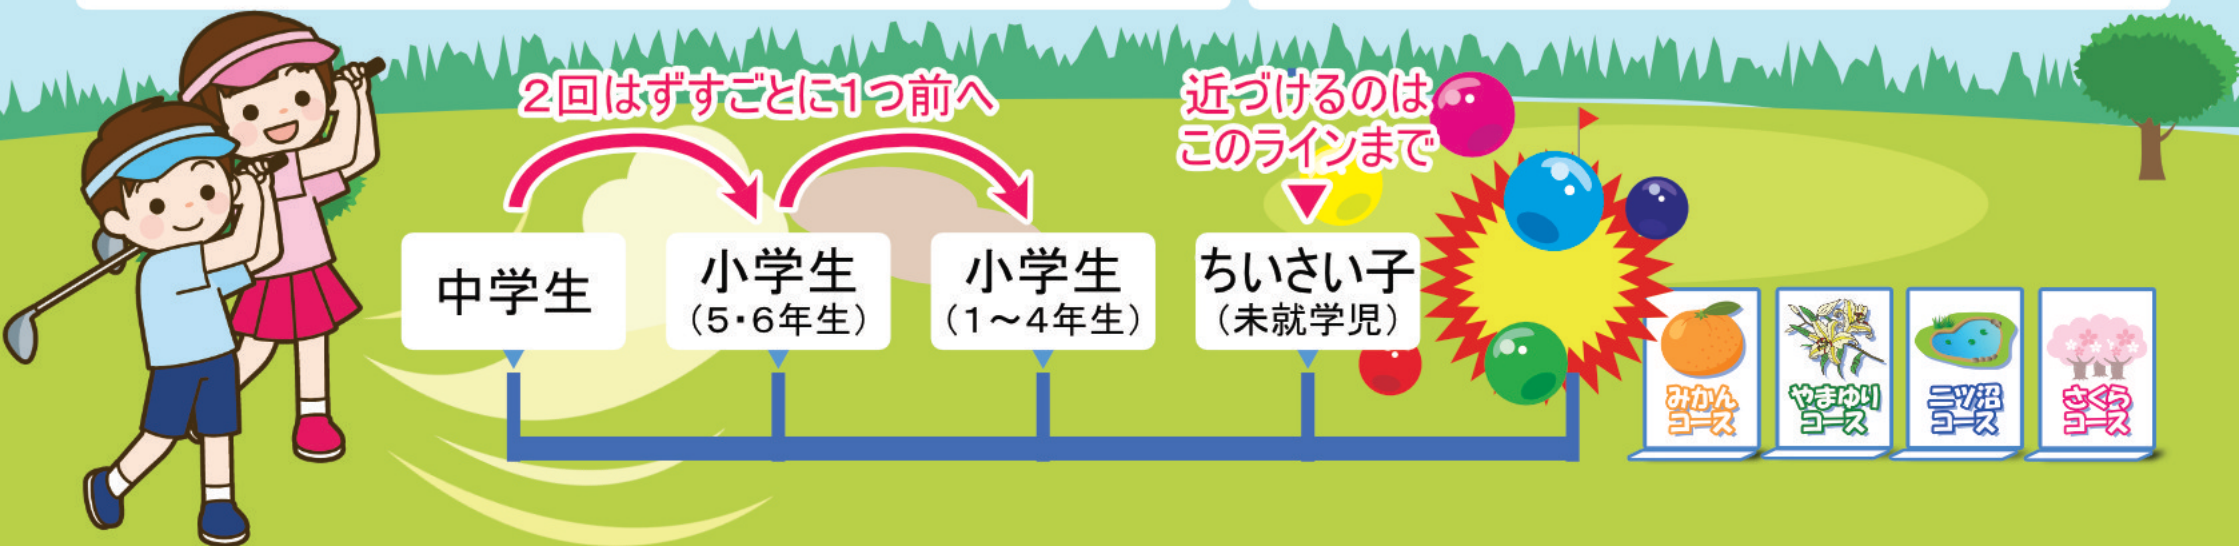 2回はずすごとに1つ前へ
近づけるのは
このラインまで
中学生
小学生
（5・6年生）
小学生
（1～4年生）
ちいさい子
（未就学児）
みかん
コース
やまゆり
コース
二ツ沼
コース
さくら
コース